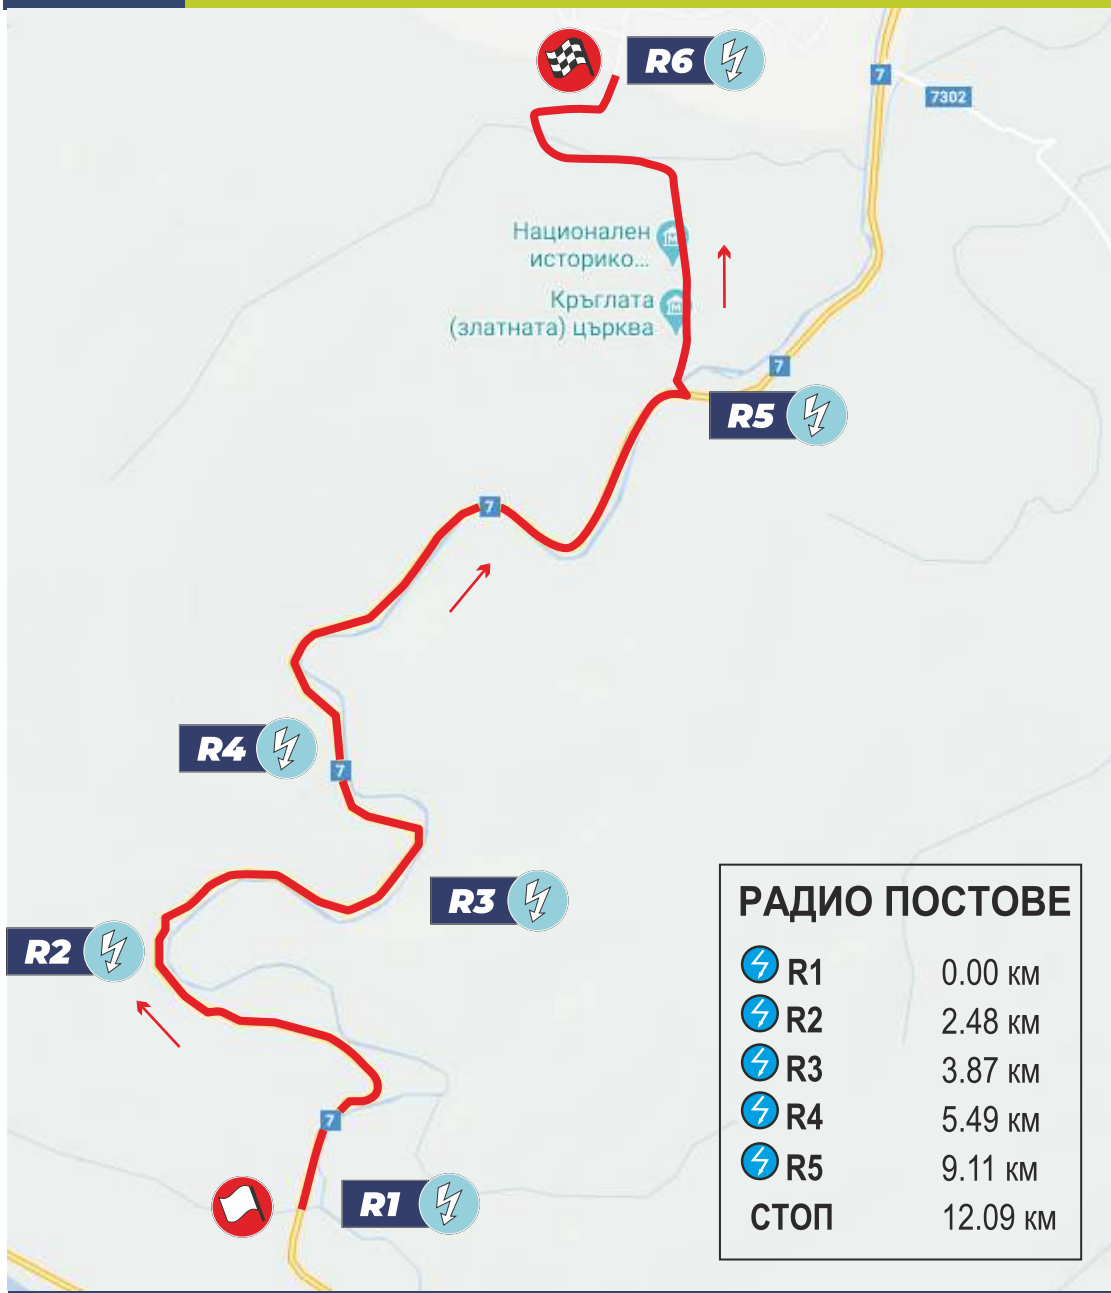 R6
7
7302
Национален
историко...
Кръглата
(златната) църква
7
R5
7
R4
7
R3
R2
7
R1
РАДИО ПОСТОВЕ
R1 0.00 км
R2 2.48 км
R3 3.87 км
R4 5.49 км
R5 9.11 км
СТОП 12.09 км